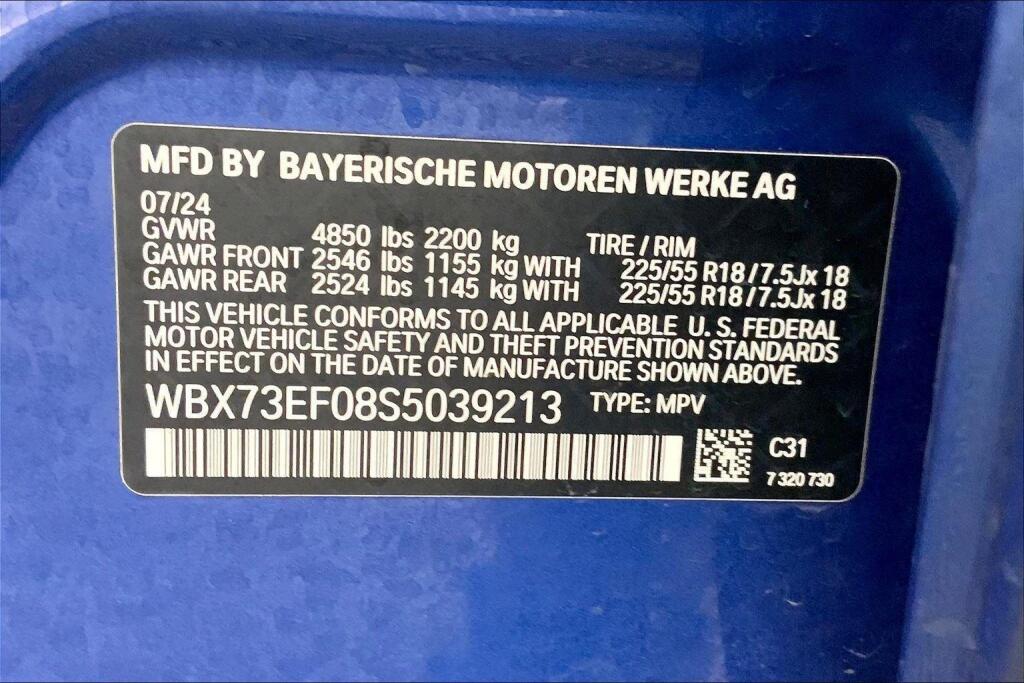 MFD BY BAYERISCHE MOTOREN WERKE AG
07/24
GVWR 4850 lbs 2200 kg TIRE / RIM
GAWR FRONT 2546 lbs 1155 kg WITH 225/55 R18 / 7.5Jx 18
GAWR REAR 2524 lbs 1145 kg WITH 225/55 R18 / 7.5Jx 18
THIS VEHICLE CONFORMS TO ALL APPLICABLE U. S. FEDERAL
MOTOR VEHICLE SAFETY AND THEFT PREVENTION STANDARDS
IN EFFECT ON THE DATE OF MANUFACTURE SHOWN ABOVE.
WBX73EF08S5039213 TYPE: MPV
C31
7 320 730